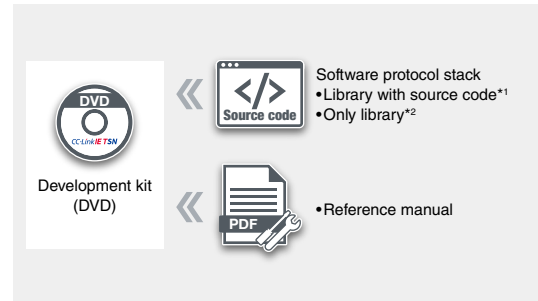 DVD
CC-Link IE TSN
Development kit
(DVD)
Source code
Software protocol stack
•Library with source code*1
•Only library*2
PDF
•Reference manual